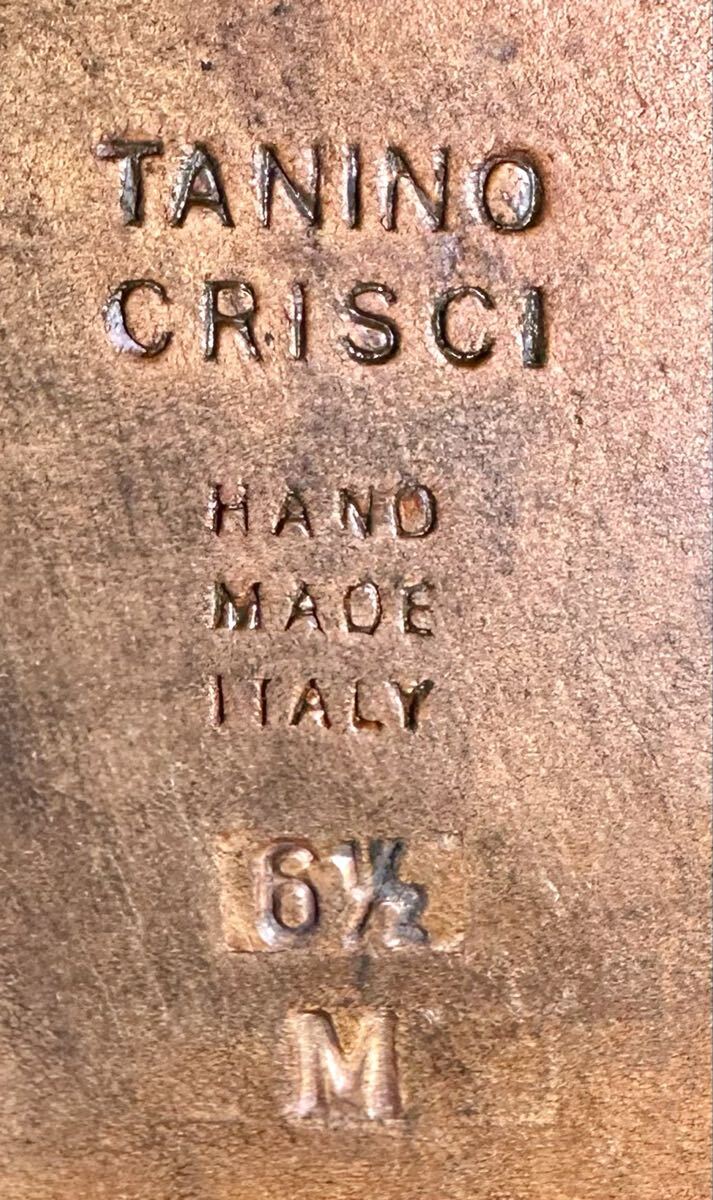 TANINO
CRISCI
HAND
MADE
ITALY
6½
M